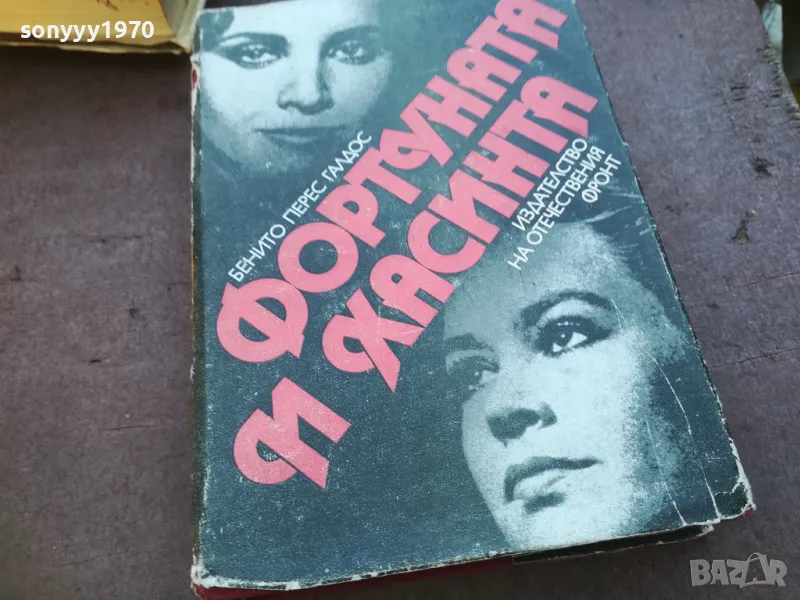 sonyyy1970
БЕНИТО ПЕРЕС ГАЛДОС
ФОРТУНАТА
И ХАСИНТА
ИЗДАТЕЛСТВО
НА ОТЕЧЕСТВЕНИЯ
ФРОНТ
BAZAR